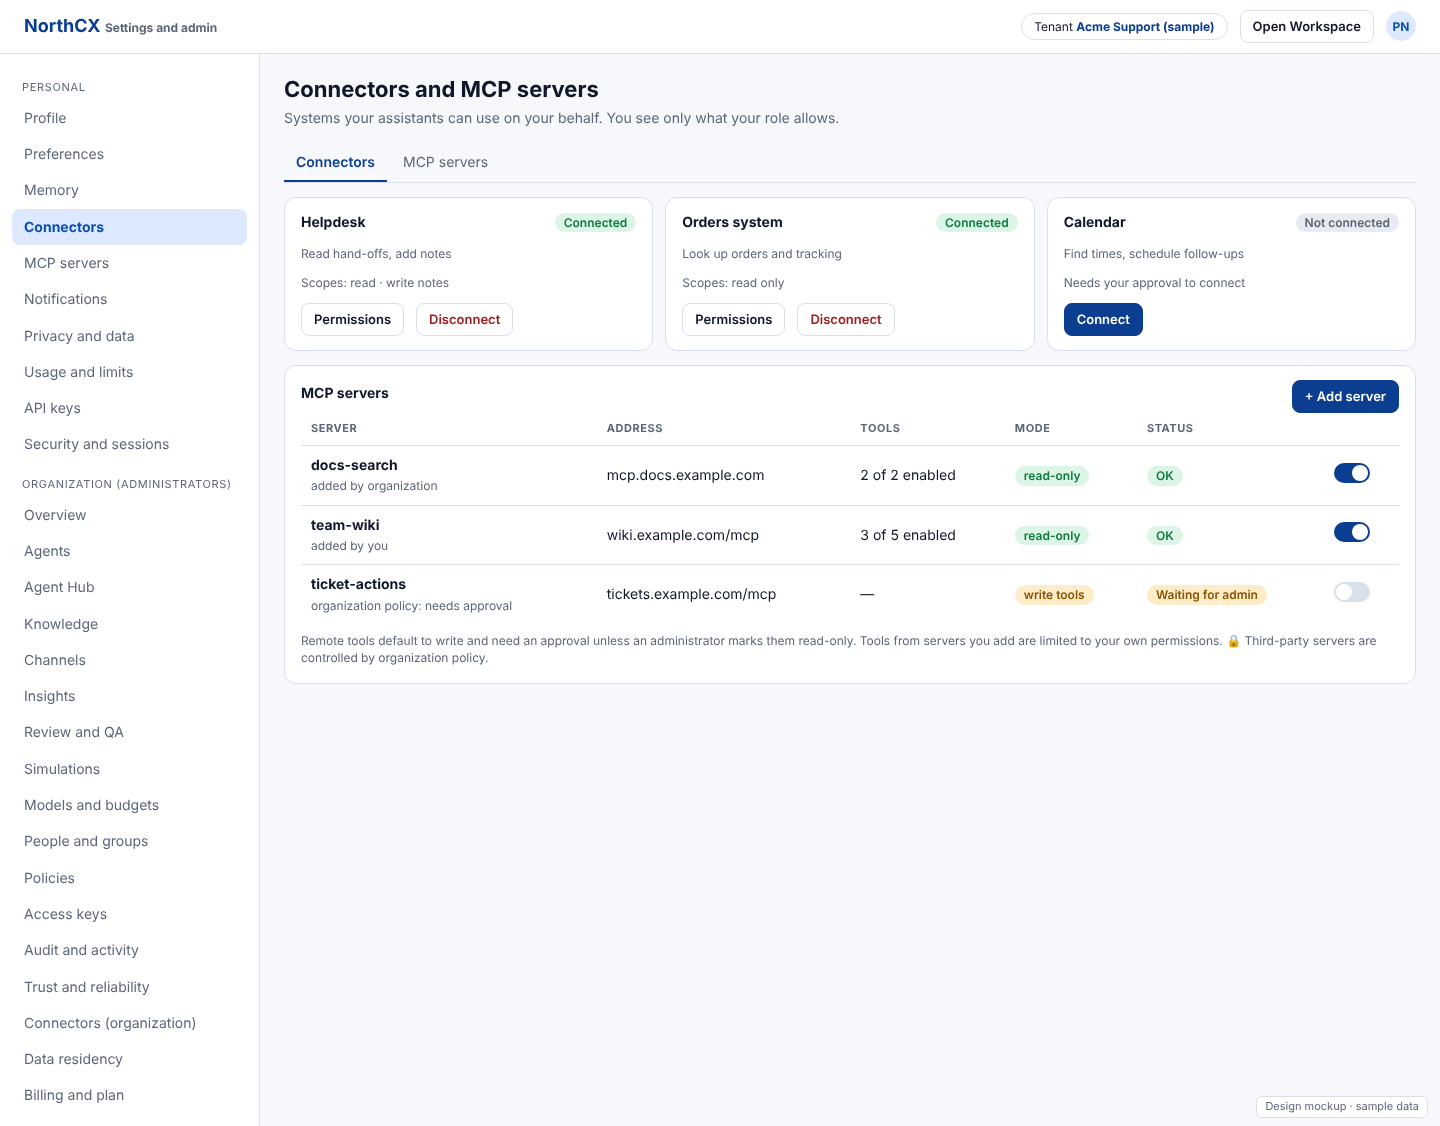 NorthCX Settings and admin
Tenant Acme Support (sample)
Open Workspace
PN
PERSONAL
Profile
Preferences
Memory
Connectors
MCP servers
Notifications
Privacy and data
Usage and limits
API keys
Security and sessions
ORGANIZATION (ADMINISTRATORS)
Overview
Agents
Agent Hub
Knowledge
Channels
Insights
Review and QA
Simulations
Models and budgets
People and groups
Policies
Access keys
Audit and activity
Trust and reliability
Connectors (organization)
Data residency
Billing and plan
Connectors and MCP servers
Systems your assistants can use on your behalf. You see only what your role allows.
Connectors MCP servers
Helpdesk Connected
Read hand-offs, add notes
Scopes: read · write notes
Permissions Disconnect
Orders system Connected
Look up orders and tracking
Scopes: read only
Permissions Disconnect
Calendar Not connected
Find times, schedule follow-ups
Needs your approval to connect
Connect
MCP servers
+ Add server
SERVER ADDRESS TOOLS MODE STATUS
docs-search
added by organization
mcp.docs.example.com 2 of 2 enabled read-only OK
team-wiki
added by you
wiki.example.com/mcp 3 of 5 enabled read-only OK
ticket-actions
organization policy: needs approval
tickets.example.com/mcp — write tools Waiting for admin
Remote tools default to write and need an approval unless an administrator marks them read-only. Tools from servers you add are limited to your own permissions. 🔒 Third-party servers are
controlled by organization policy.
Design mockup · sample data